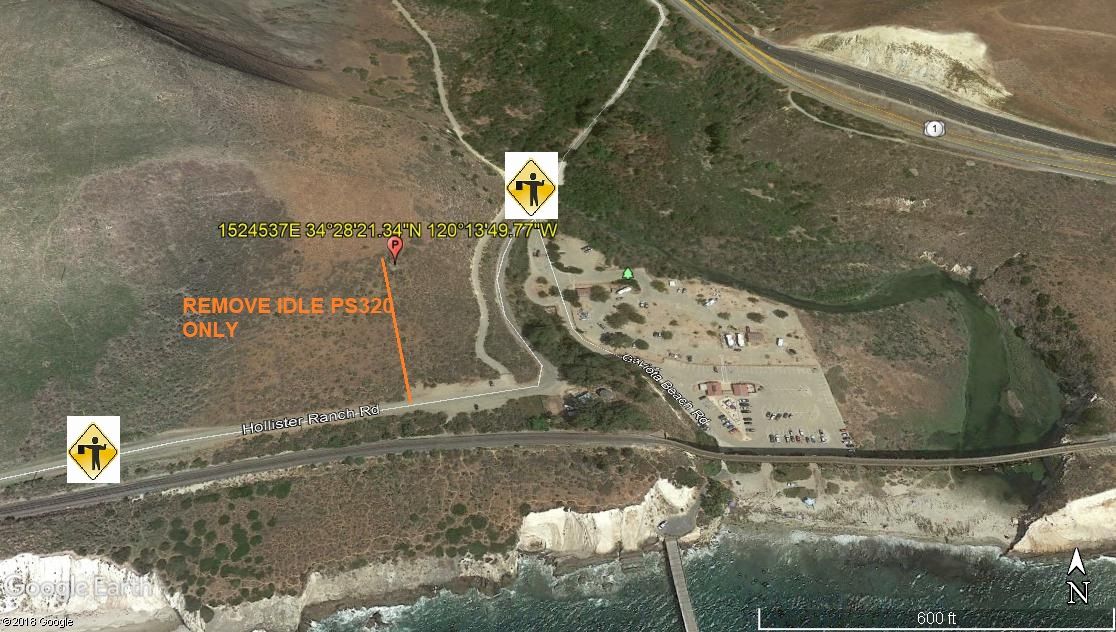 1
1524537E 34°28'21.34"N 120°13'49.77"W
P
REMOVE IDLE PS320
ONLY
Gaviota Beach Rd
Hollister Ranch Rd
Google Earth
N
©2018 Google
600 ft